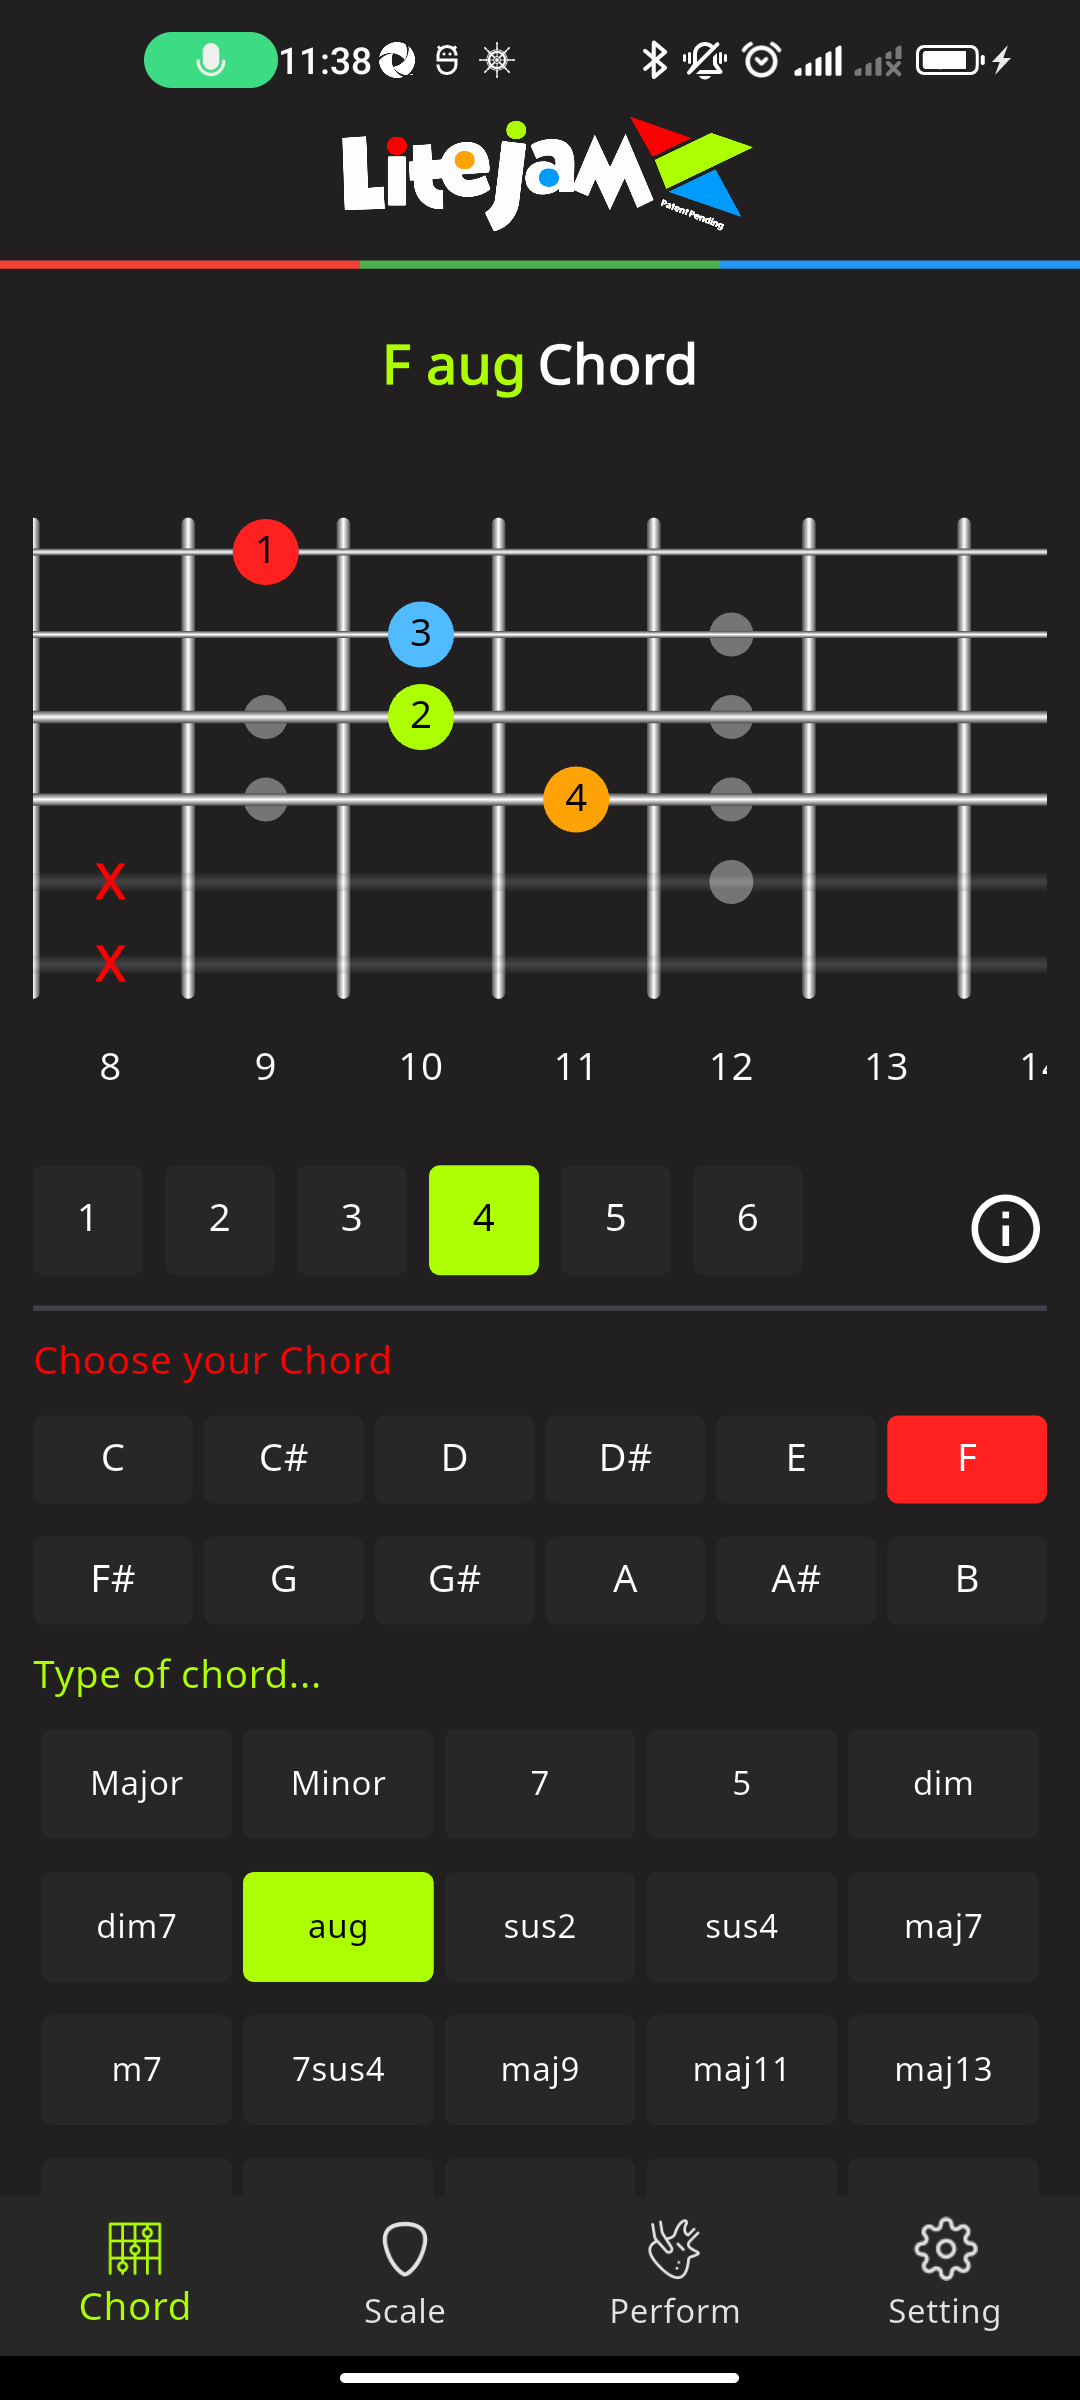 11:38
Litejam
Patent Pending
F aug Chord
1
3
2
4
X
X
8 9 10 11 12 13 14
1 2 3 4 5 6
Choose your Chord
C C# D D# E F
F# G G# A A# B
Type of chord...
Major Minor 7 5 dim
dim7 aug sus2 sus4 maj7
m7 7sus4 maj9 maj11 maj13
Chord Scale Perform Setting